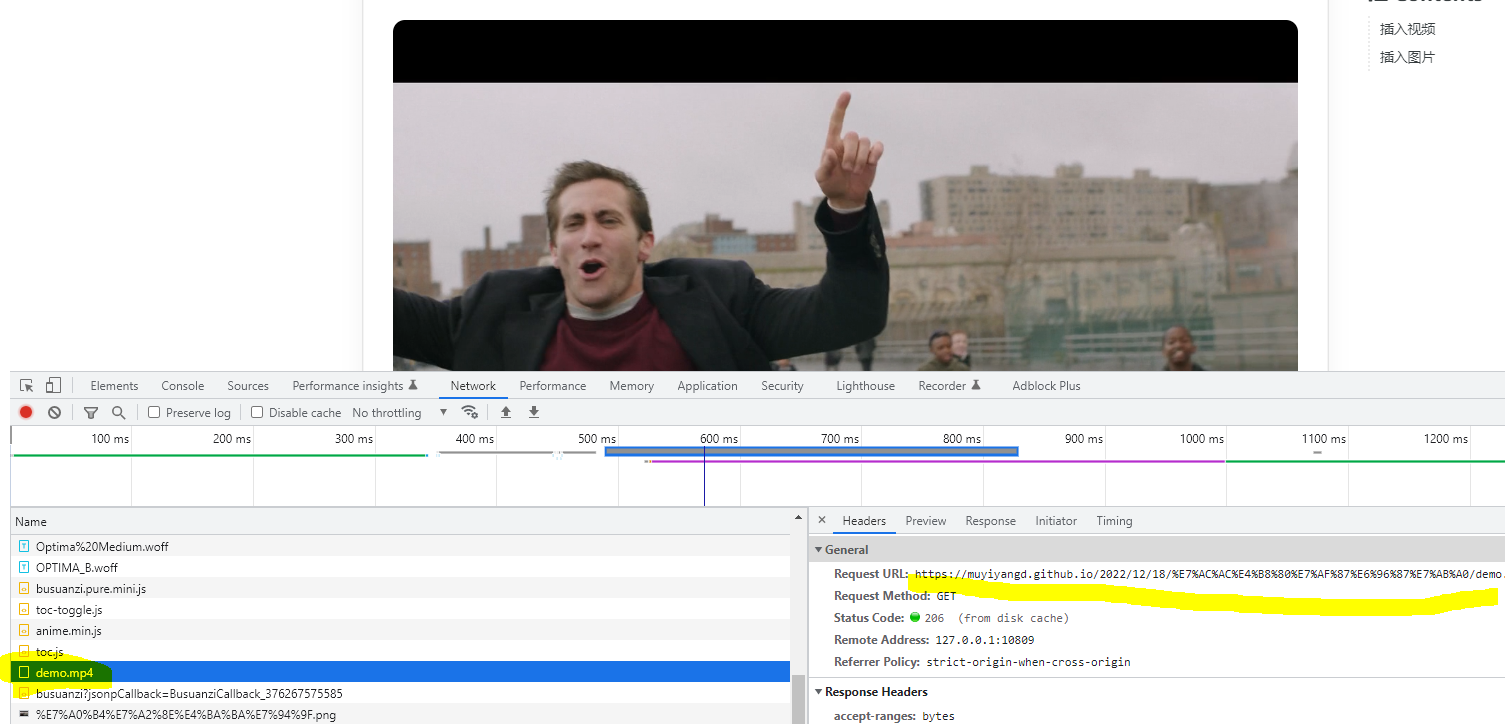 插入视频
插入图片
Elements Console Sources Performance insights Network Performance Memory Application Security Lighthouse Recorder Adblock Plus
Preserve log Disable cache No throttling
100 ms 200 ms 300 ms 400 ms 500 ms 600 ms 700 ms 800 ms 900 ms 1000 ms 1100 ms 1200 ms
Name
Optima%20Medium.woff
OPTIMA_B.woff
busuanzi.pure.mini.js
toc-toggle.js
anime.min.js
toc.js
demo.mp4
busuanzi?jsonpCallback=BusuanziCallback_376267575585
%E7%A0%B4%E7%A2%8E%E4%BA%BA%E7%94%9F.png
× Headers Preview Response Initiator Timing
General
Request URL: https://muyiyangd.github.io/2022/12/18/%E7%AC%AC%E4%B8%80%E7%AF%87%E6%96%87%E7%AB%A0/demo.
Request Method: GET
Status Code: 206 (from disk cache)
Remote Address: 127.0.0.1:10809
Referrer Policy: strict-origin-when-cross-origin
Response Headers
accept-ranges: bytes